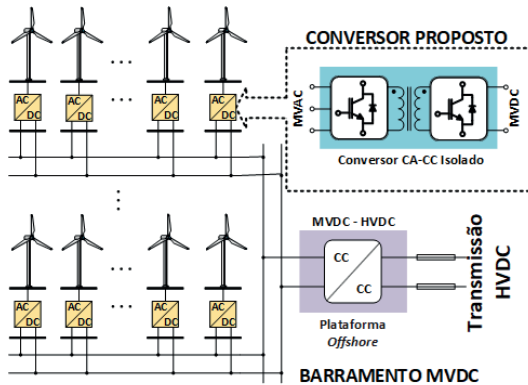 CONVERSOR PROPOSTO
MVAC
MVDC
Conversor CA-CC Isolado
AC
DC
AC
DC
AC
DC
AC
DC
MVDC - HVDC
CC
CC
Plataforma
Offshore
Transmissão
HVDC
AC
DC
AC
DC
AC
DC
AC
DC
BARRAMENTO MVDC